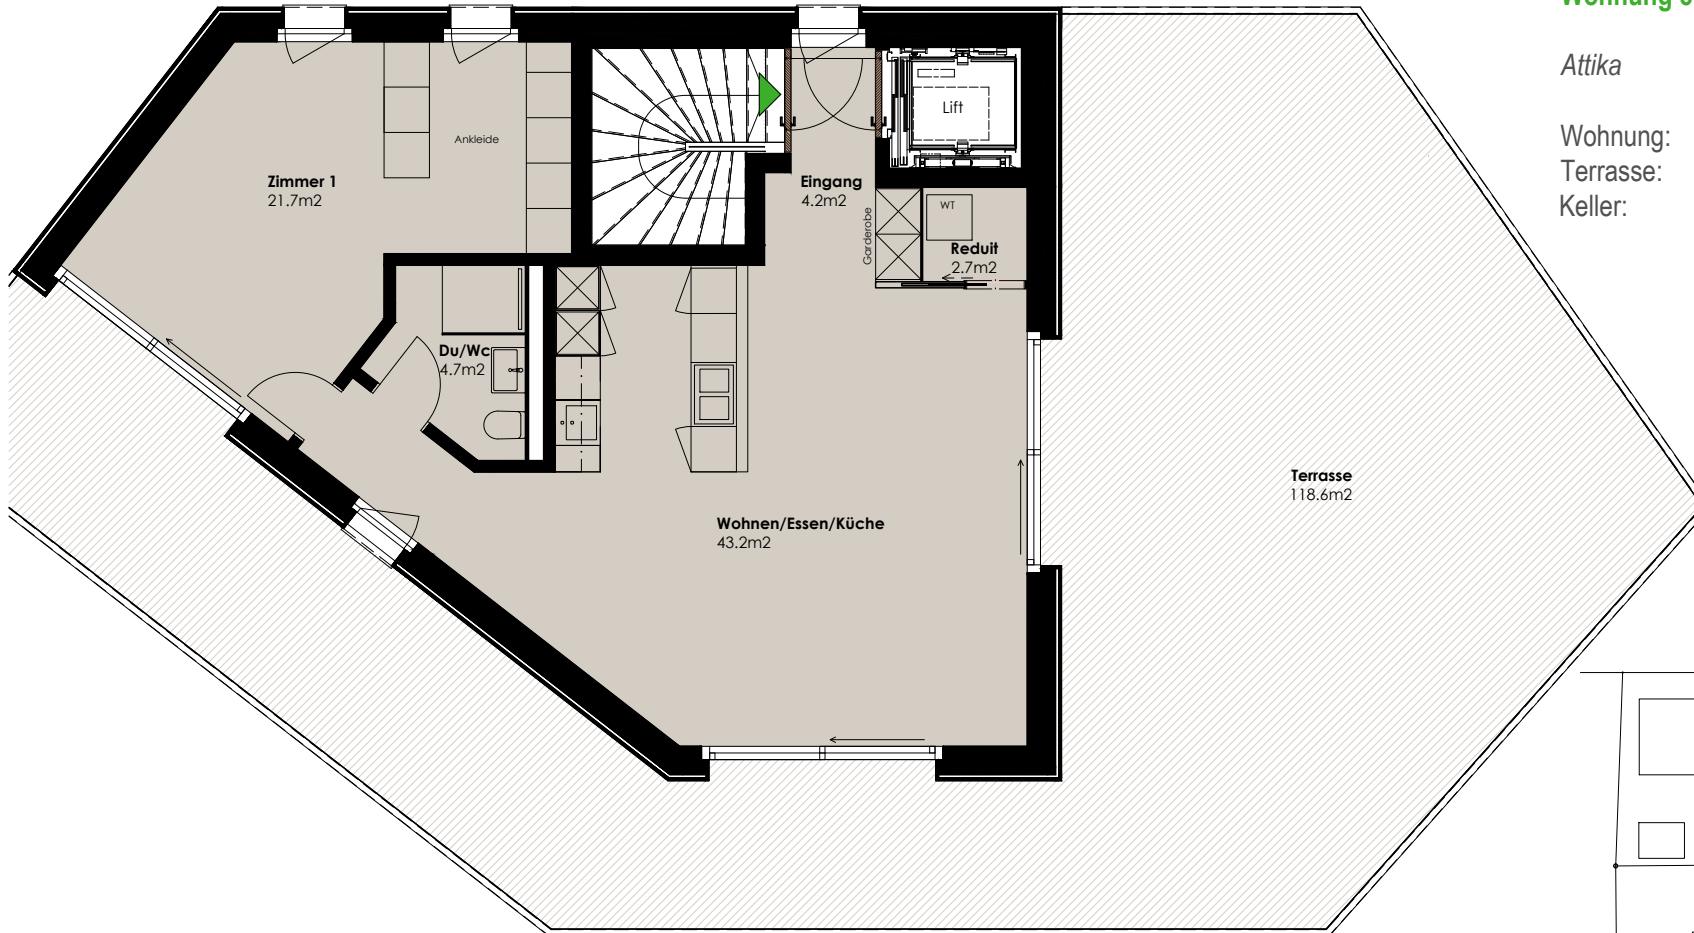 Wohnung
Attika
Wohnung:
Terrasse:
Keller:
Lift
Ankleide
Zimmer 1
21.7m2
Eingang
4.2m2
Garderobe
WT
Reduit
2.7m2
Du/Wc
4.7m2
Wohnen/Essen/Küche
43.2m2
Terrasse
118.6m2